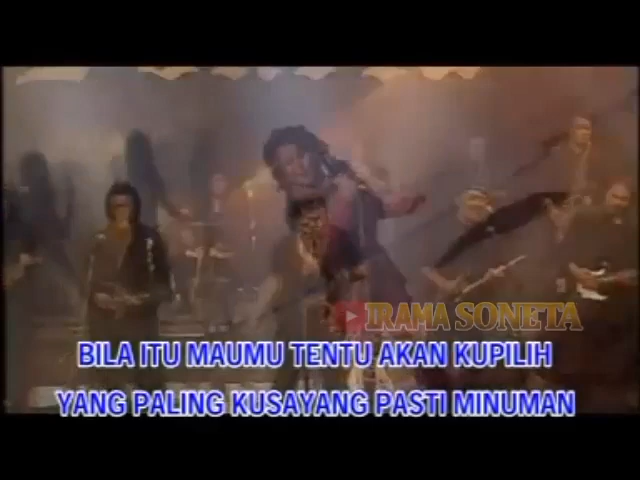 IRAMA SONETA
BILA ITU MAUMU TENTU AKAN KUPILIH
YANG PALING KUSAYANG PASTI MINUMAN